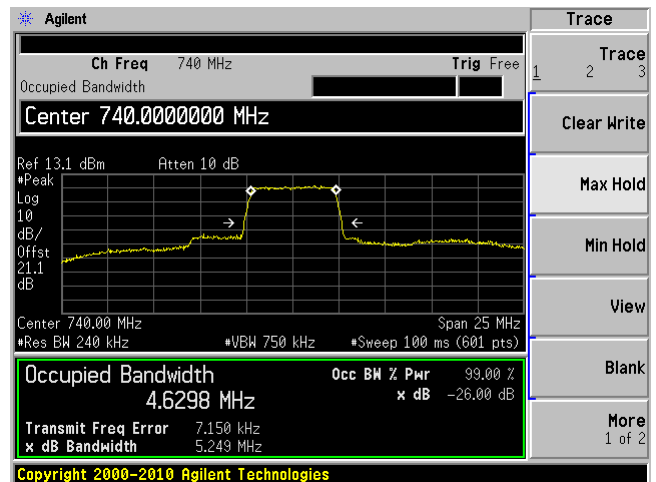 Agilent
Trace
Ch Freq 740 MHz Trig Free
Occupied Bandwidth
Center 740.0000000 MHz
Ref 13.1 dBm Atten 10 dB
#Peak
Log
10
dB/
Offst
21.1
dB
Center 740.00 MHz Span 25 MHz
#Res BW 240 kHz #VBW 750 kHz #Sweep 100 ms (601 pts)
Occupied Bandwidth
4.6298 MHz
Occ BW % Pwr 99.00 %
x dB -26.00 dB
Transmit Freq Error 7.150 kHz
x dB Bandwidth 5.249 MHz
Copyright 2000-2010 Agilent Technologies
Trace
1 2 3
Clear Write
Max Hold
Min Hold
View
Blank
More
1 of 2